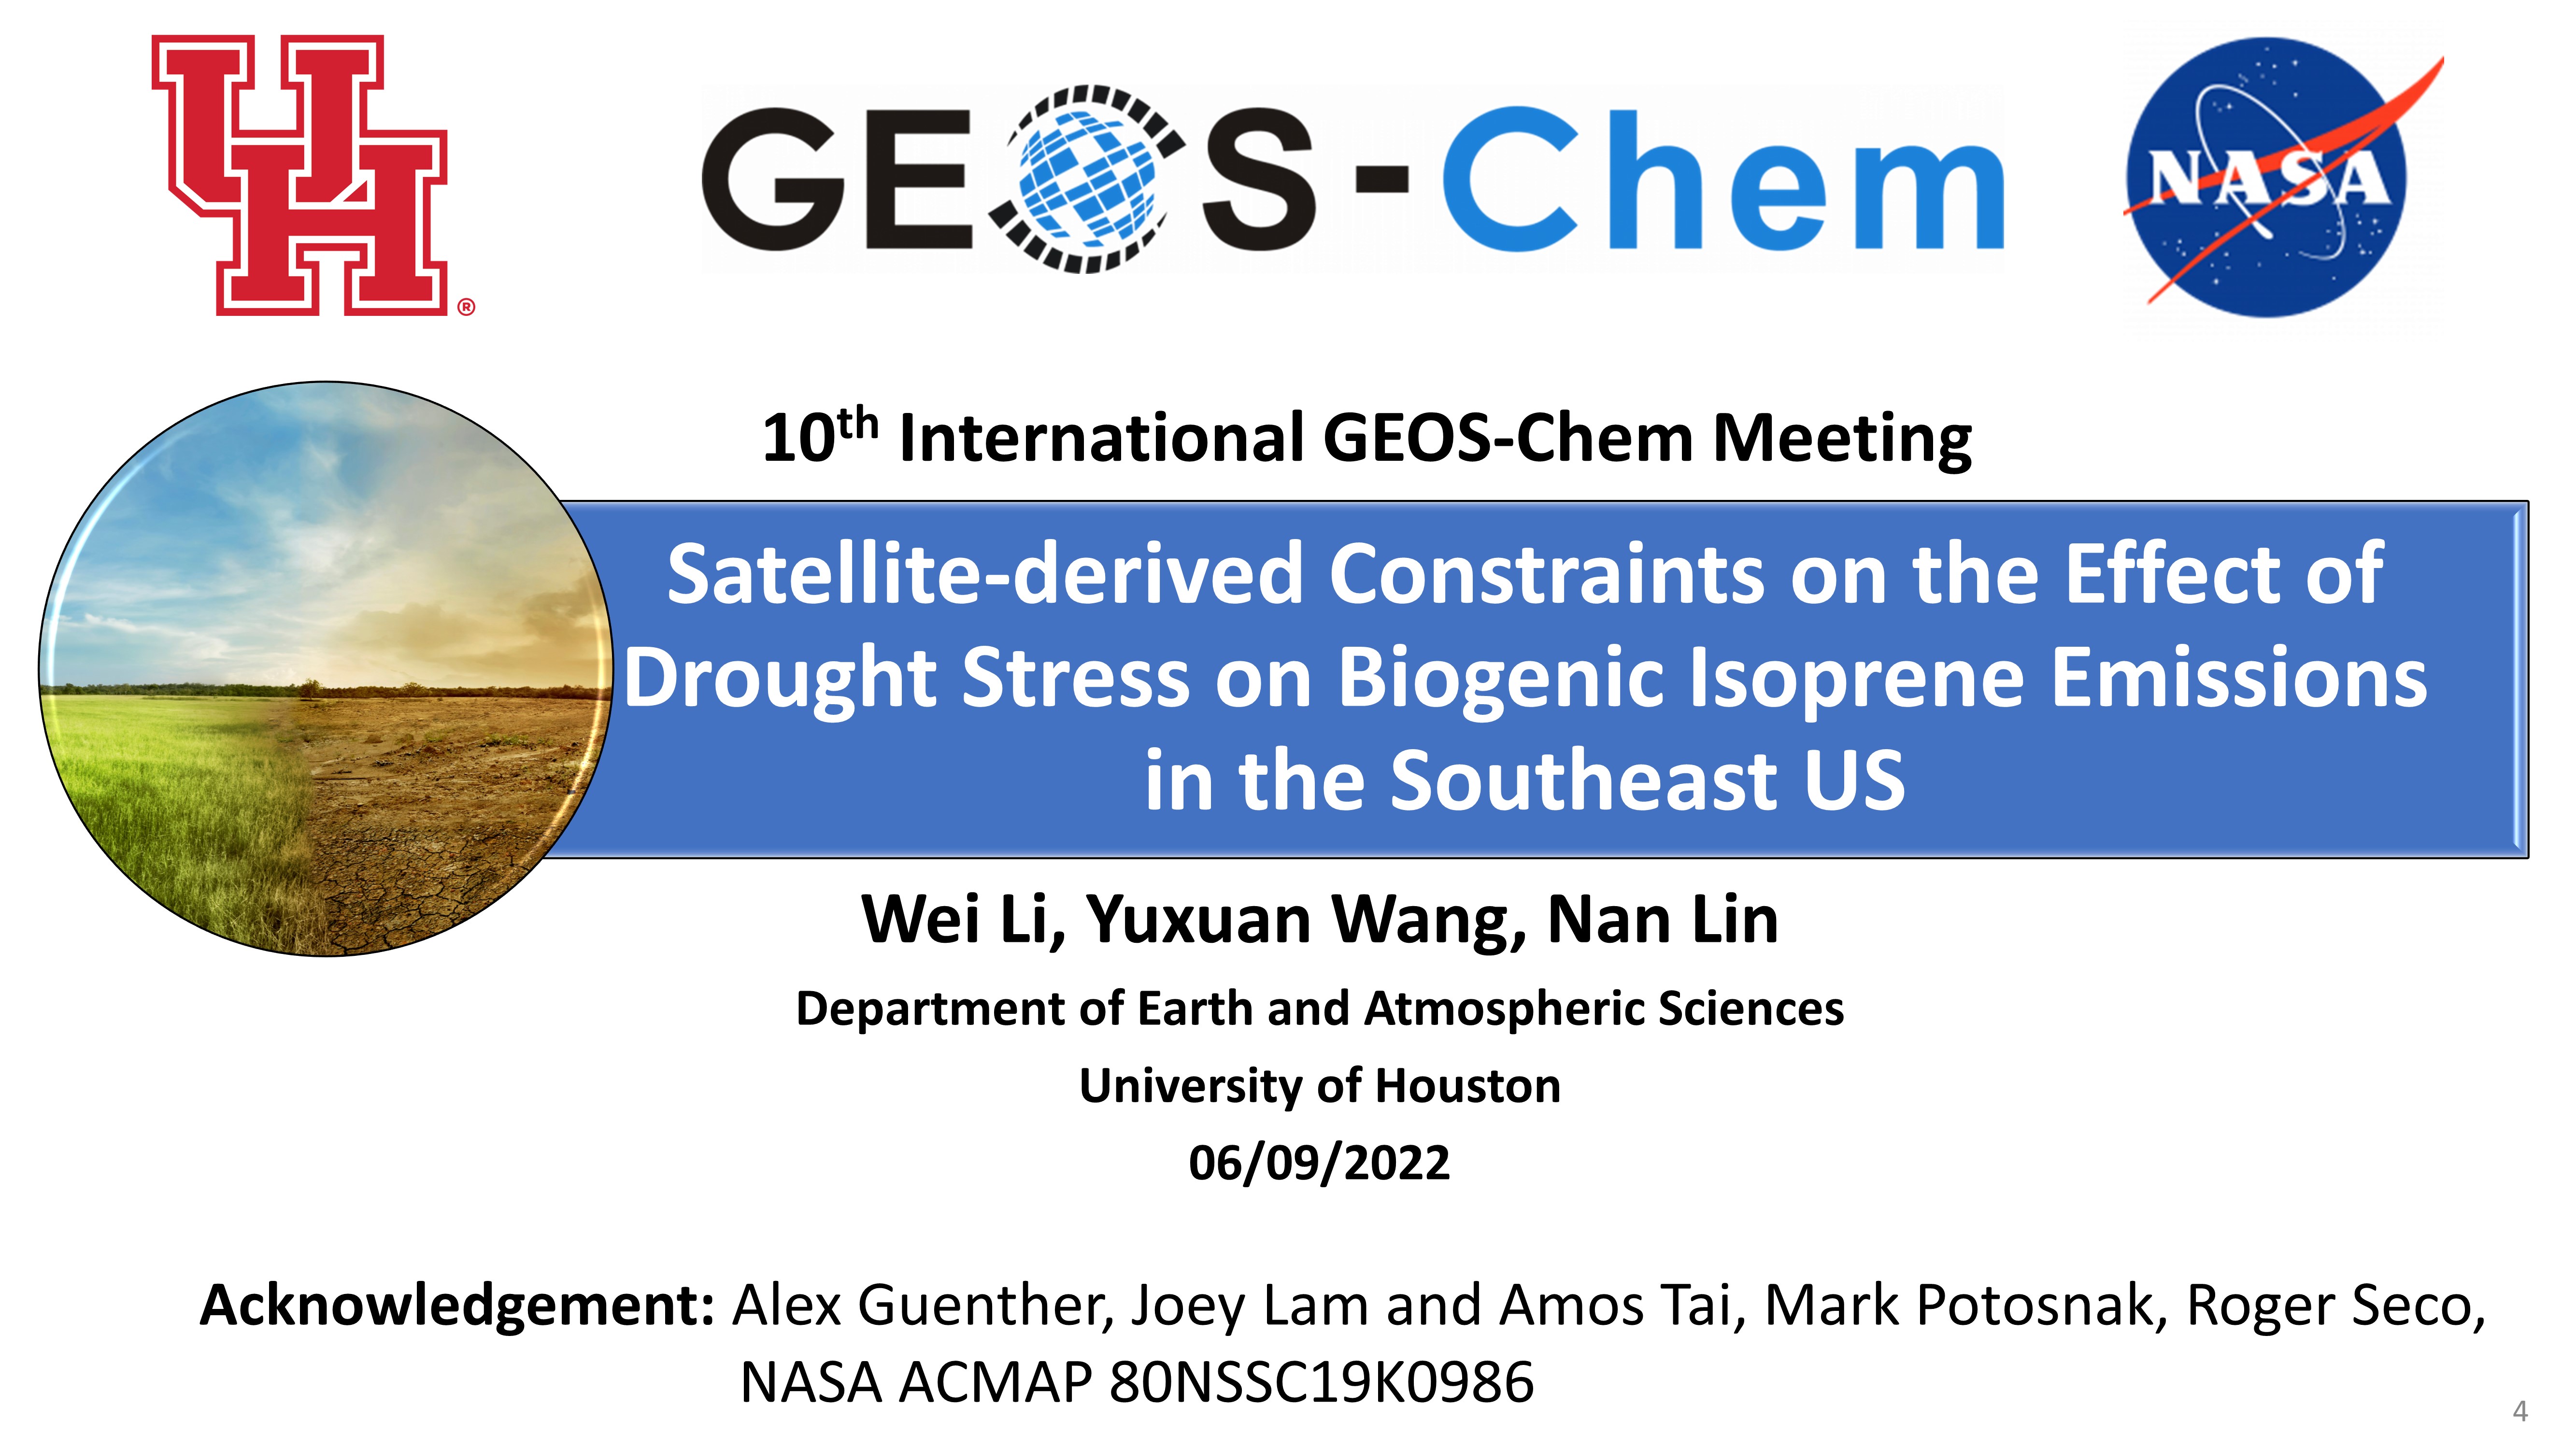 UH®
GEOS-Chem
NASA
10th International GEOS-Chem Meeting
Satellite-derived Constraints on the Effect of
Drought Stress on Biogenic Isoprene Emissions
in the Southeast US
Wei Li, Yuxuan Wang, Nan Lin
Department of Earth and Atmospheric Sciences
University of Houston
06/09/2022
Acknowledgement: Alex Guenther, Joey Lam and Amos Tai, Mark Potosnak, Roger Seco,
NASA ACMAP 80NSSC19K0986
4